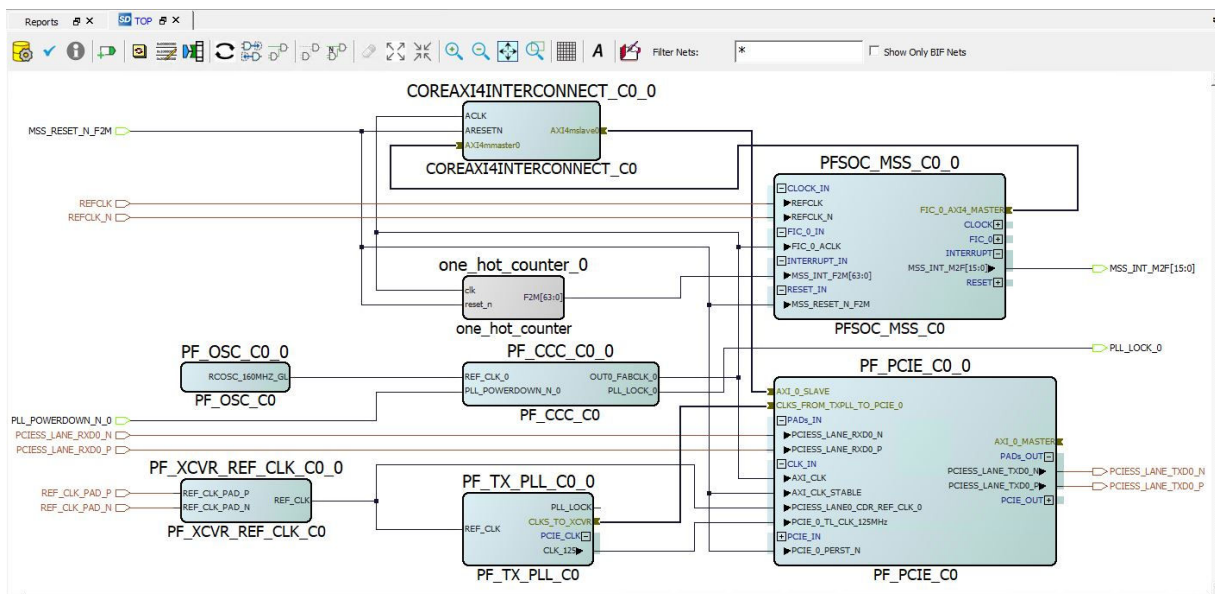 Reports
SD TOP
Filter Nets:
*
Show Only BIF Nets
A
COREAXI4INTERCONNECT_C0_0
ACLK
ARESETN
AXI4mmaster0
AXI4mslave0
COREAXI4INTERCONNECT_C0
MSS_RESET_N_F2M
REFCLK
REFCLK_N
PFSOC_MSS_C0_0
CLOCK_IN
REFCLK
REFCLK_N
FIC_0_IN
FIC_0_ACLK
INTERRUPT_IN
MSS_INT_F2M[63:0]
RESET_IN
MSS_RESET_N_F2M
FIC_0_AXI4_MASTER
CLOCK
FIC_0
INTERRUPT
MSS_INT_M2F[15:0]
RESET
PFSOC_MSS_C0
MSS_INT_M2F[15:0]
one_hot_counter_0
clk
reset_n
F2M[63:0]
one_hot_counter
PF_OSC_C0_0
RCOSC_160MHZ_GL
PF_OSC_C0
PF_CCC_C0_0
REF_CLK_0
PLL_POWERDOWN_N_0
OUT0_FABCLK_0
PLL_LOCK_0
PF_CCC_C0
PLL_LOCK_0
PLL_POWERDOWN_N_0
PCIESS_LANE_RXD0_N
PCIESS_LANE_RXD0_P
PF_XCVR_REF_CLK_C0_0
REF_CLK_PAD_P
REF_CLK_PAD_N
REF_CLK_PAD_P
REF_CLK_PAD_N
REF_CLK
PF_XCVR_REF_CLK_C0
PF_TX_PLL_C0_0
REF_CLK
PLL_LOCK
CLKS_TO_XCVR
PCIE_CLK
CLK_125
PF_TX_PLL_C0
PF_PCIE_C0_0
AXI_0_SLAVE
CLKS_FROM_TXPLL_TO_PCIE_0
PADs_IN
PCIESS_LANE_RXD0_N
PCIESS_LANE_RXD0_P
CLK_IN
AXI_CLK
AXI_CLK_STABLE
PCIESS_LANE0_CDR_REF_CLK_0
PCIE_0_TL_CLK_125MHz
PCIE_IN
PCIE_0_PERST_N
AXI_0_MASTER
PADs_OUT
PCIESS_LANE_TXD0_N
PCIESS_LANE_TXD0_P
PCIE_OUT
PF_PCIE_C0
PCIESS_LANE_TXD0_N
PCIESS_LANE_TXD0_P